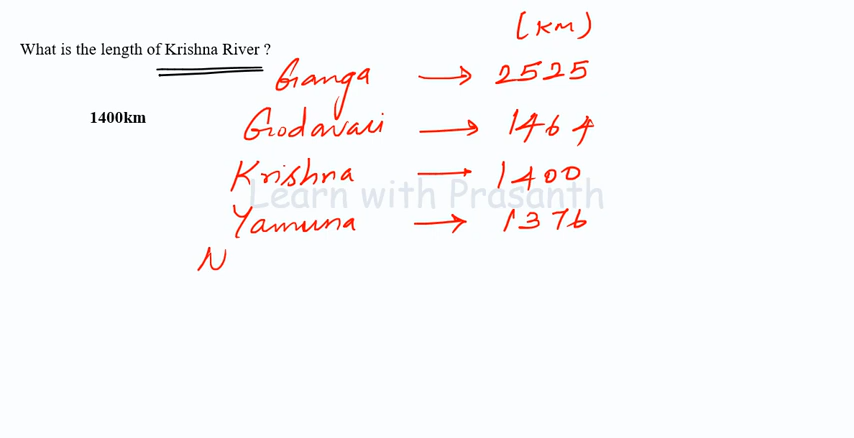 (KM)
What is the length of Krishna River ?
Ganga → 2525
1400km
Godavari → 1464
Krishna → 1400
Learn with Prasanth
Yamuna → 1376
N